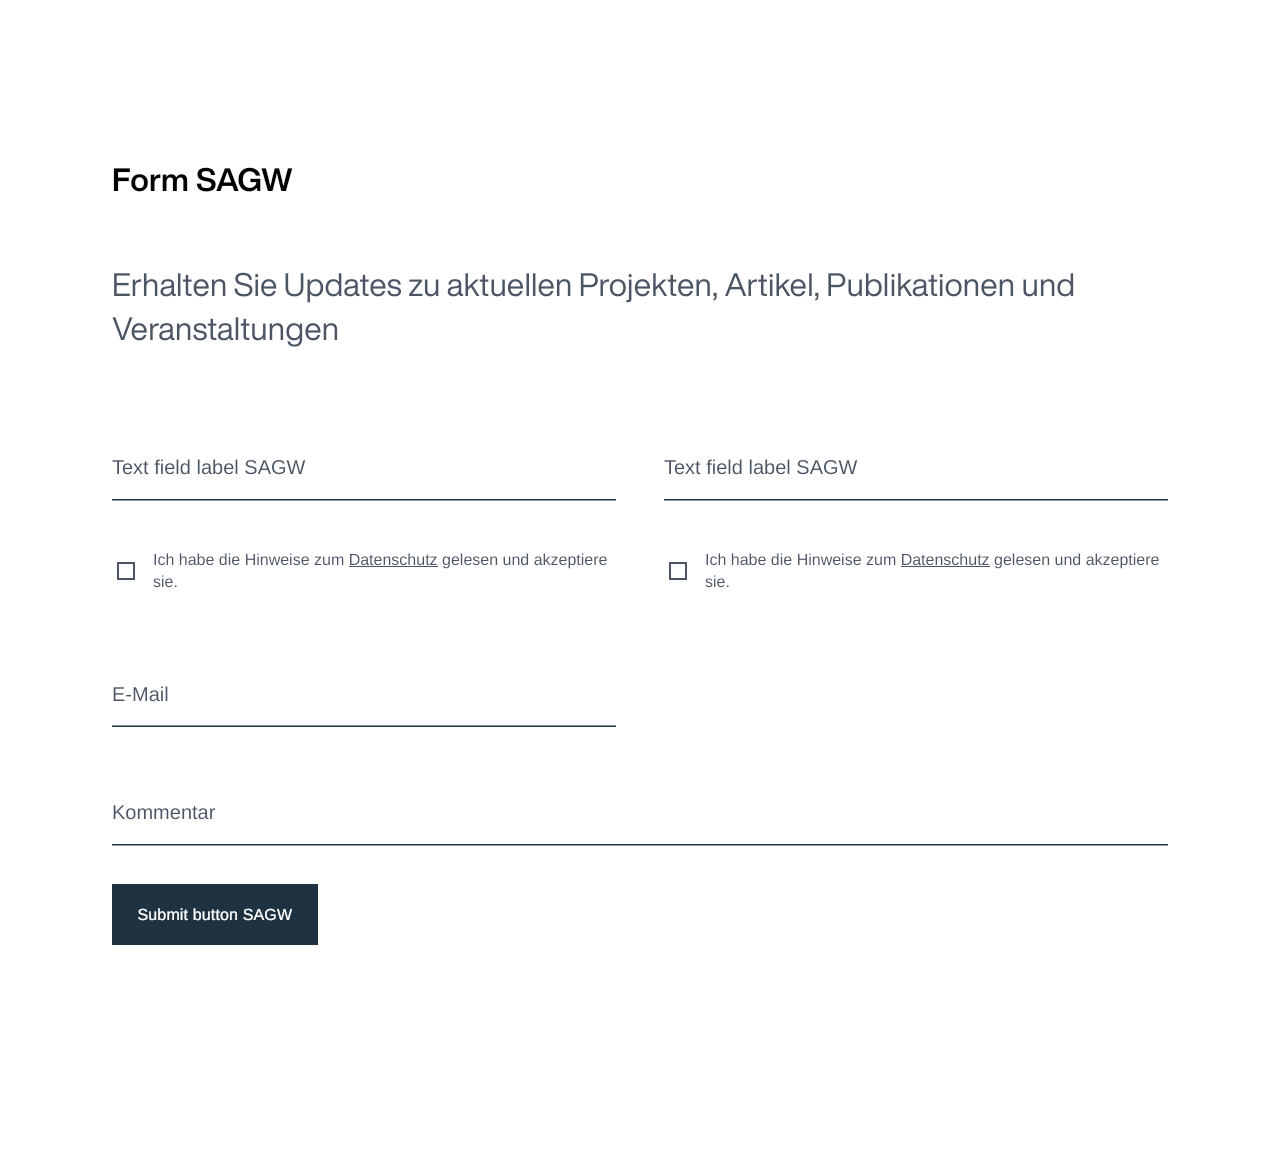 Form SAGW
Erhalten Sie Updates zu aktuellen Projekten, Artikel, Publikationen und
Veranstaltungen
Text field label SAGW
Text field label SAGW
Ich habe die Hinweise zum Datenschutz gelesen und akzeptiere
sie.
Ich habe die Hinweise zum Datenschutz gelesen und akzeptiere
sie.
E-Mail
Kommentar
Submit button SAGW